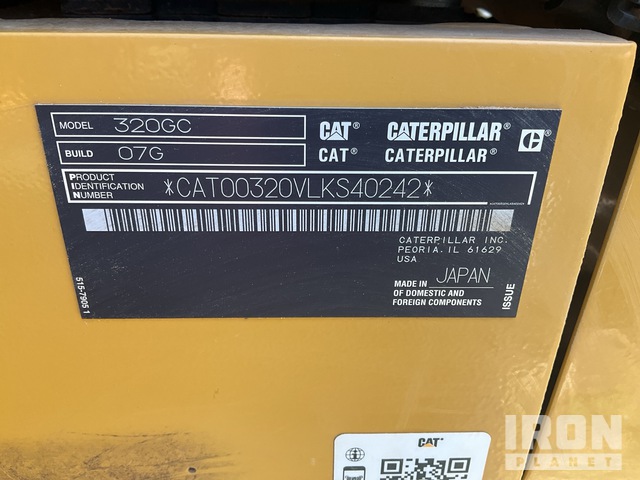 MODEL 320GC
BUILD 07G
PRODUCT IDENTIFICATION NUMBER *CAT00320VLKS40242*
CAT® CATERPILLAR®
CAT® CATERPILLAR®
CATERPILLAR INC.
PEORIA, IL 61629
USA
MADE IN JAPAN
OF DOMESTIC AND
FOREIGN COMPONENTS
ISSUE
515-7905 1
CAT®
IRON
PLANET